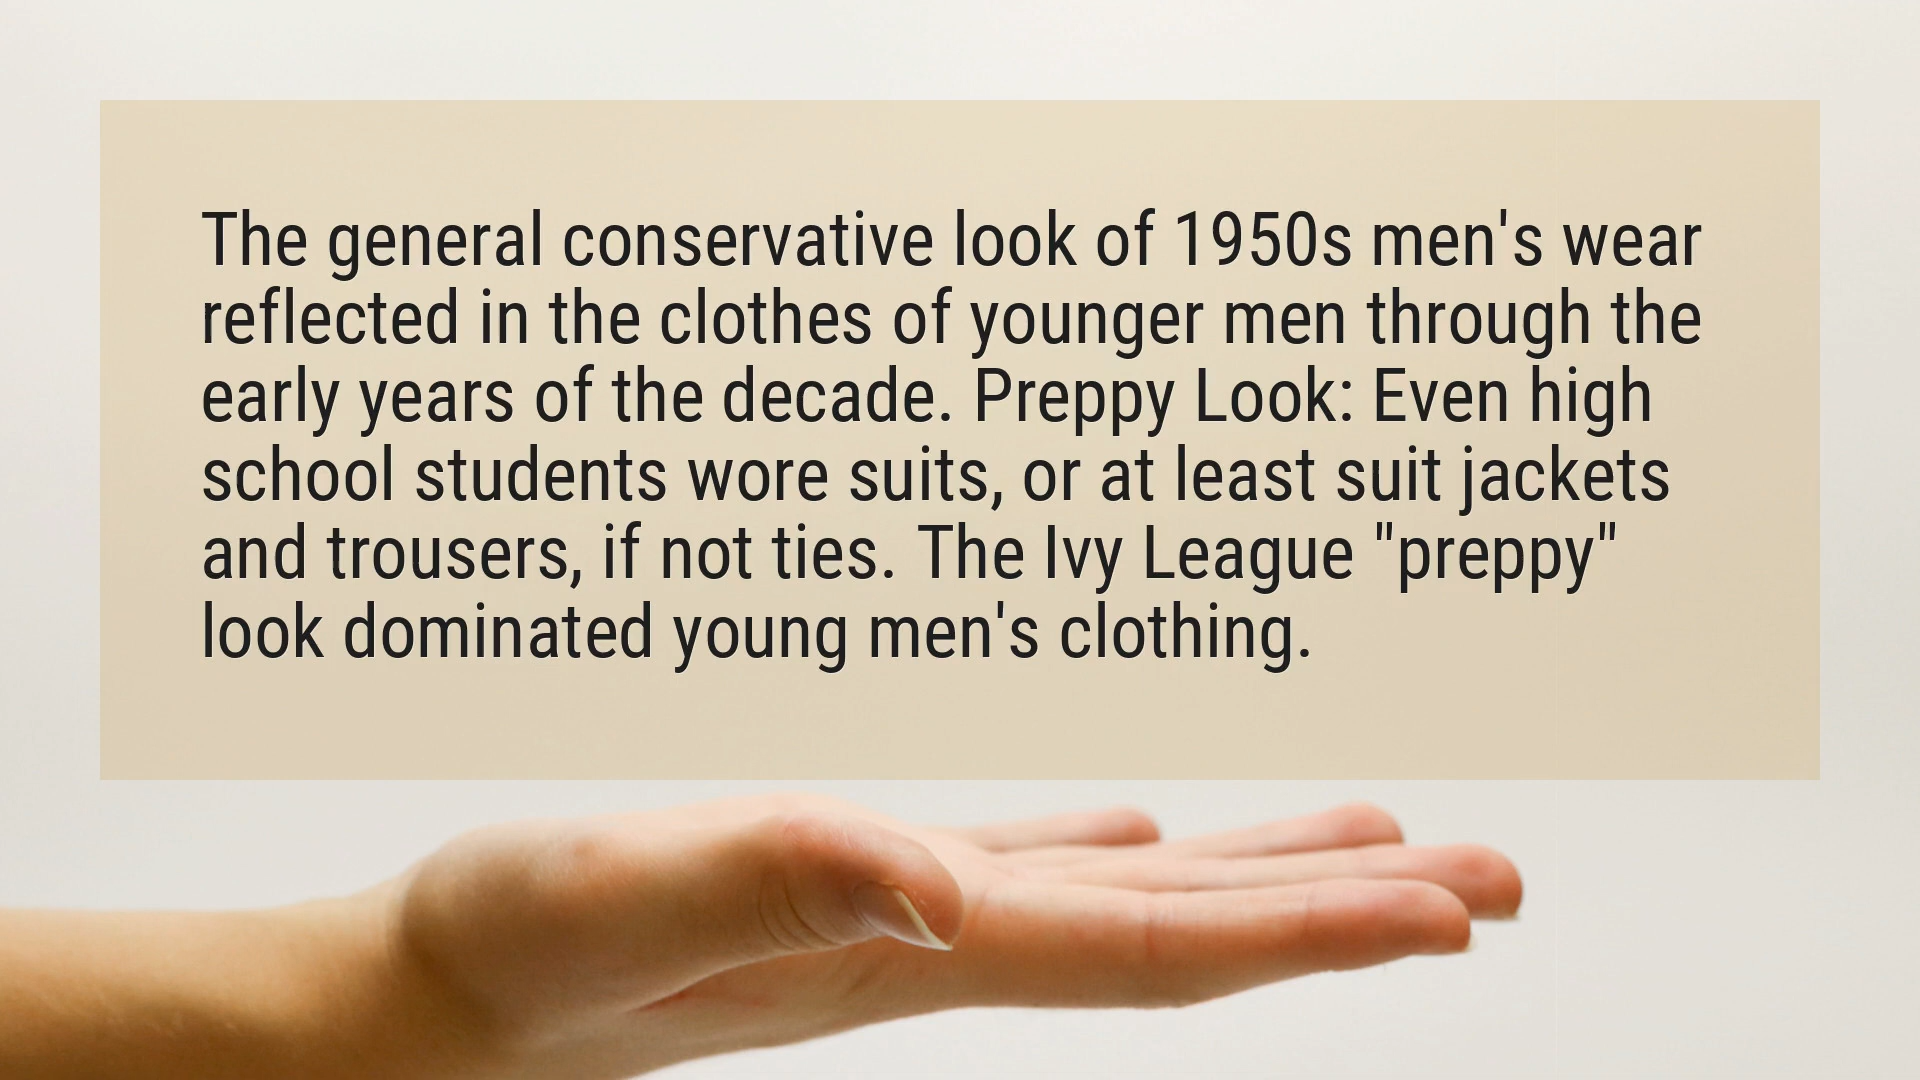 The general conservative look of 1950s men's wear
reflected in the clothes of younger men through the
early years of the decade. Preppy Look: Even high
school students wore suits, or at least suit jackets
and trousers, if not ties. The Ivy League "preppy"
look dominated young men's clothing.